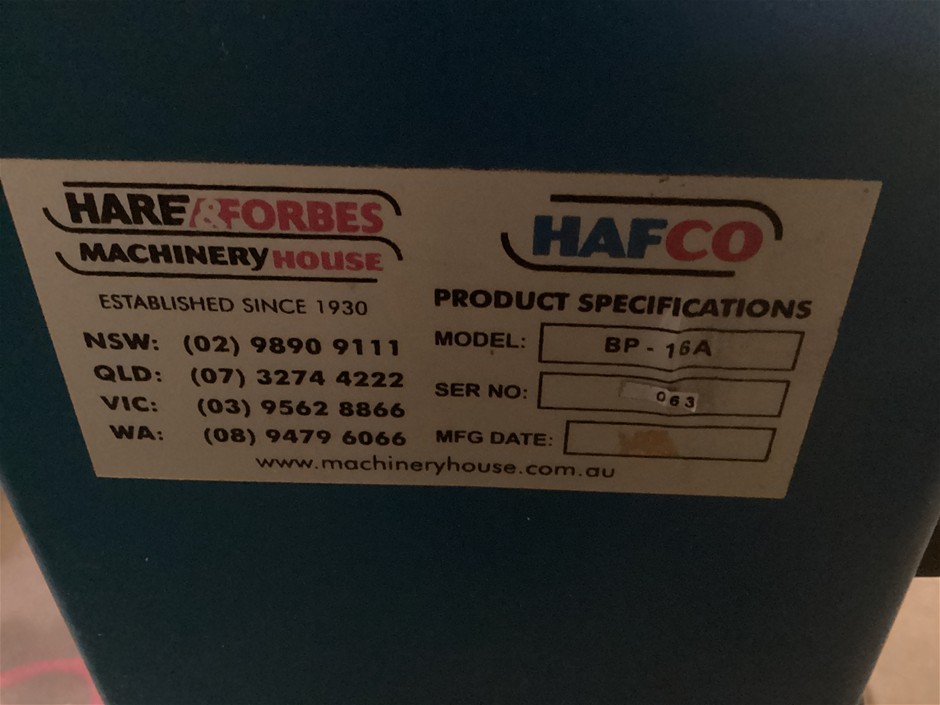 HARE & FORBES
MACHINERY HOUSE
ESTABLISHED SINCE 1930
NSW: (02) 9890 9111
QLD: (07) 3274 4222
VIC: (03) 9562 8866
WA: (08) 9479 6066
HAFCO
PRODUCT SPECIFICATIONS
MODEL: BP - 16A
SER NO: 063
MFG DATE:
www.machineryhouse.com.au